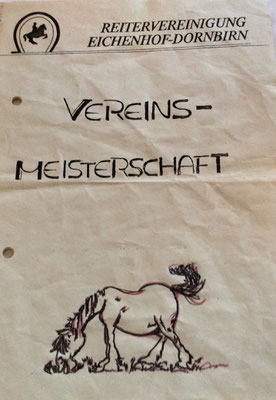 REITERVEREINIGUNG
EICHENHOF-DORNBIRN
VEREINS-
MEISTERSCHAFT